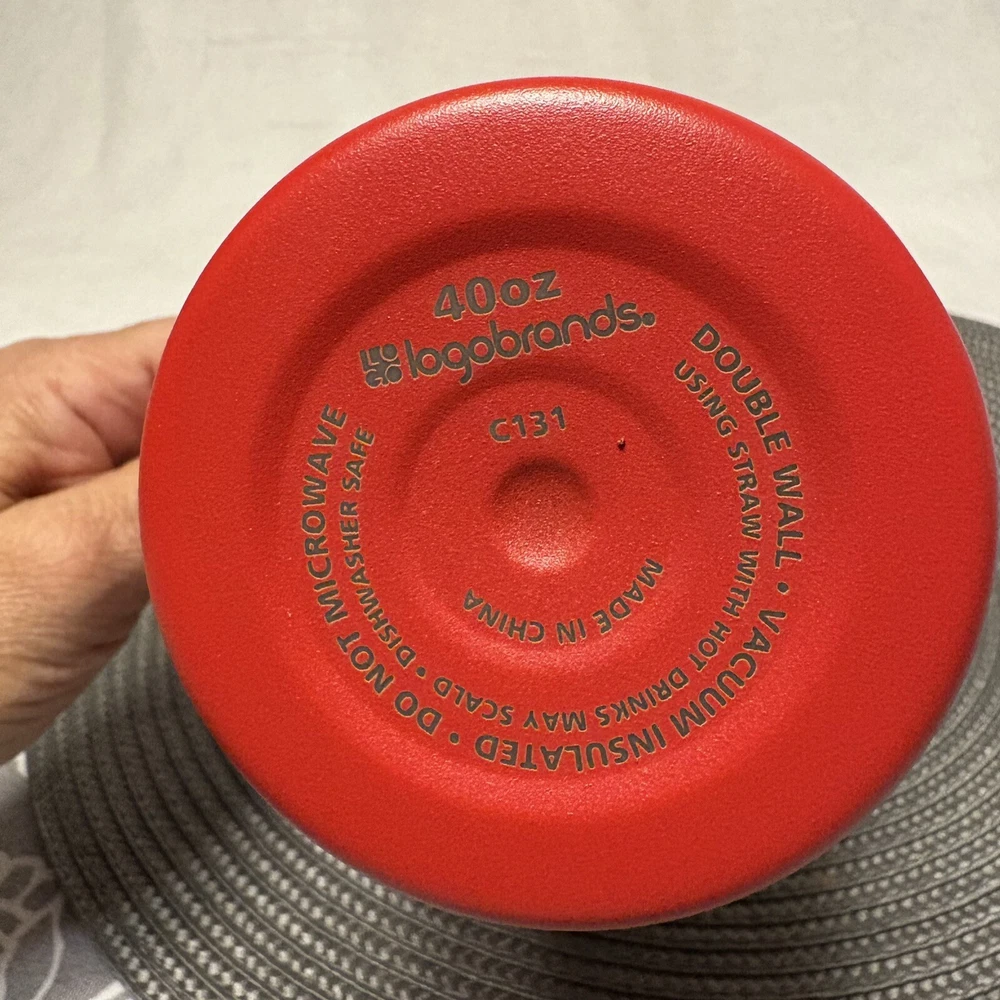 40oz
LOGO logobrands.
C131
DOUBLE WALL • VACUUM INSULATED • DO NOT MICROWAVE
USING STRAW WITH HOT DRINKS MAY SCALD • DISHWASHER SAFE
MADE IN CHINA